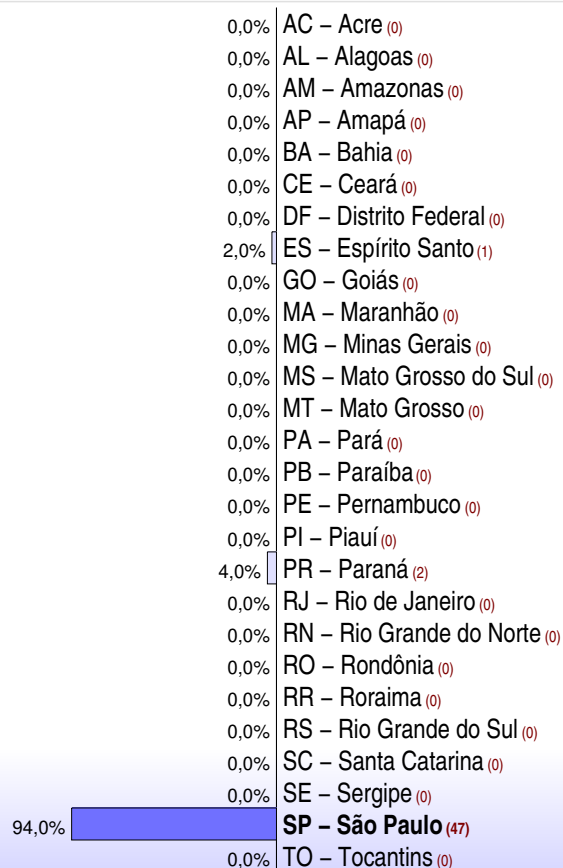 0,0% AC – Acre (0)
0,0% AL – Alagoas (0)
0,0% AM – Amazonas (0)
0,0% AP – Amapá (0)
0,0% BA – Bahia (0)
0,0% CE – Ceará (0)
0,0% DF – Distrito Federal (0)
2,0% ES – Espírito Santo (1)
0,0% GO – Goiás (0)
0,0% MA – Maranhão (0)
0,0% MG – Minas Gerais (0)
0,0% MS – Mato Grosso do Sul (0)
0,0% MT – Mato Grosso (0)
0,0% PA – Pará (0)
0,0% PB – Paraíba (0)
0,0% PE – Pernambuco (0)
0,0% PI – Piauí (0)
4,0% PR – Paraná (2)
0,0% RJ – Rio de Janeiro (0)
0,0% RN – Rio Grande do Norte (0)
0,0% RO – Rondônia (0)
0,0% RR – Roraima (0)
0,0% RS – Rio Grande do Sul (0)
0,0% SC – Santa Catarina (0)
0,0% SE – Sergipe (0)
94,0% SP – São Paulo (47)
0,0% TO – Tocantins (0)